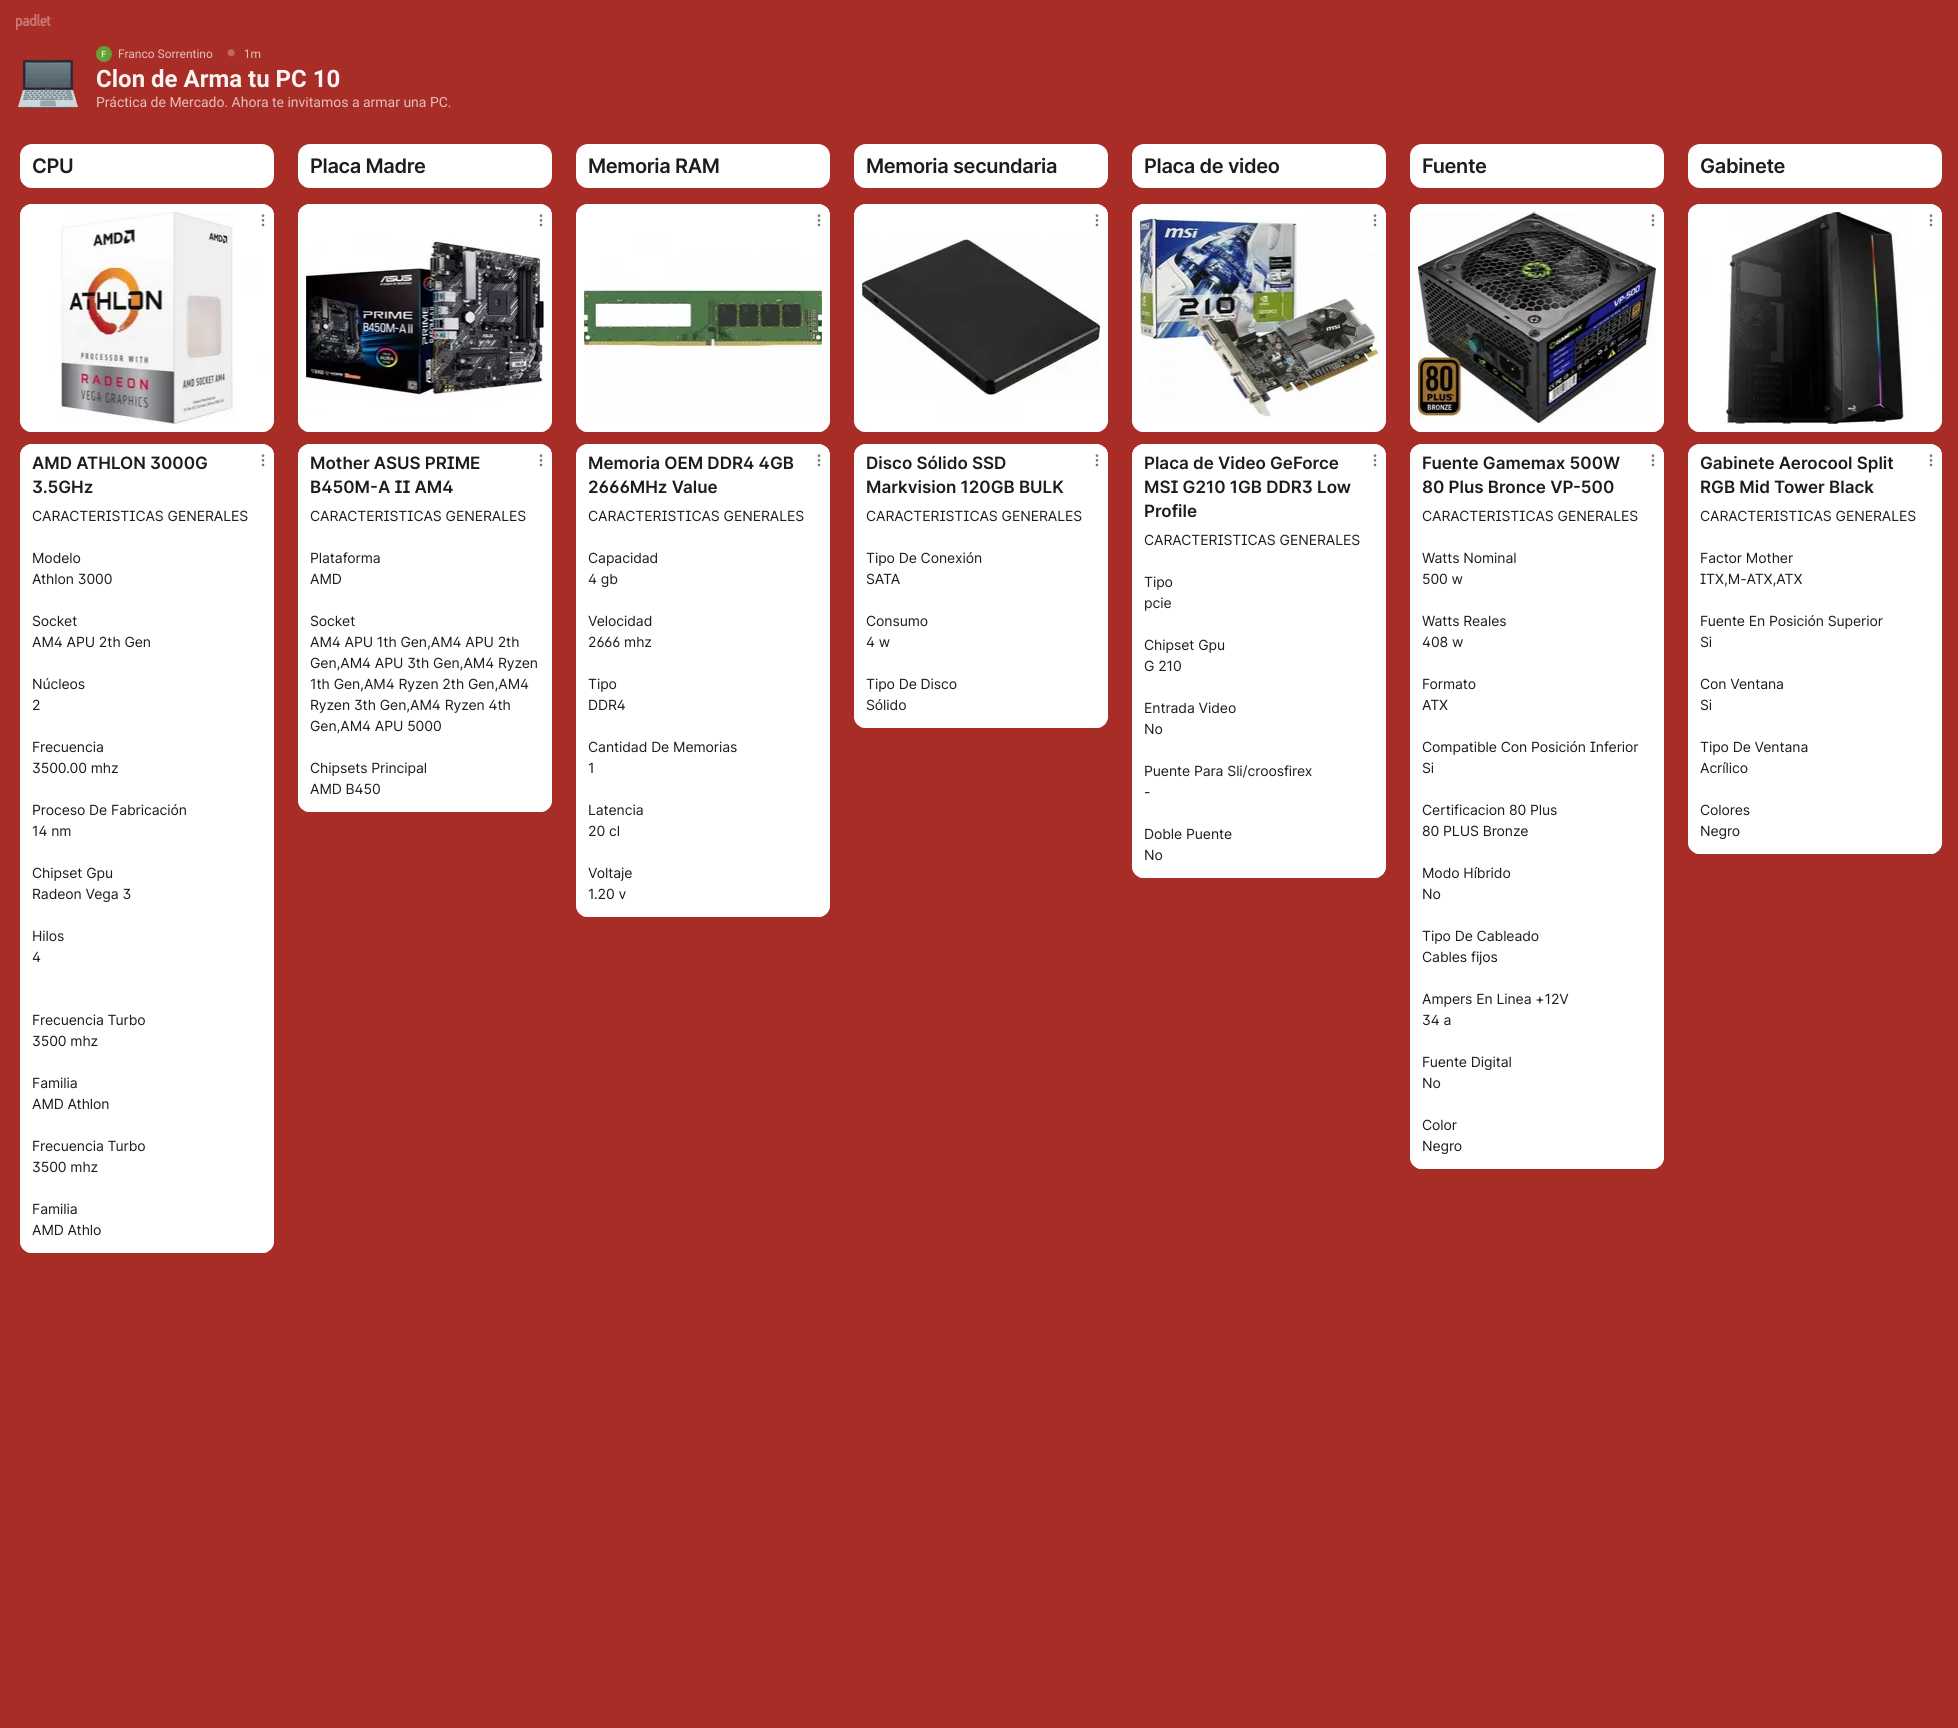 padlet
F Franco Sorrentino 1m
Clon de Arma tu PC 10
Práctica de Mercado. Ahora te invitamos a armar una PC.
CPU
AMD
AMD
ATHLON
PROCESSOR WITH
RADEON
VEGA GRAPHICS
AMD SOCKET AM4
AMD ATHLON 3000G
3.5GHz
CARACTERISTICAS GENERALES
Modelo
Athlon 3000
Socket
AM4 APU 2th Gen
Núcleos
2
Frecuencia
3500.00 mhz
Proceso De Fabricación
14 nm
Chipset Gpu
Radeon Vega 3
Hilos
4
Frecuencia Turbo
3500 mhz
Familia
AMD Athlon
Frecuencia Turbo
3500 mhz
Familia
AMD Athlo
Placa Madre
ASUS
PRIME
B450M-A II
PRIME
Mother ASUS PRIME
B450M-A II AM4
CARACTERISTICAS GENERALES
Plataforma
AMD
Socket
AM4 APU 1th Gen,AM4 APU 2th
Gen,AM4 APU 3th Gen,AM4 Ryzen
1th Gen,AM4 Ryzen 2th Gen,AM4
Ryzen 3th Gen,AM4 Ryzen 4th
Gen,AM4 APU 5000
Chipsets Principal
AMD B450
Memoria RAM
Memoria OEM DDR4 4GB
2666MHz Value
CARACTERISTICAS GENERALES
Capacidad
4 gb
Velocidad
2666 mhz
Tipo
DDR4
Cantidad De Memorias
1
Latencia
20 cl
Voltaje
1.20 v
Memoria secundaria
Disco Sólido SSD
Markvision 120GB BULK
CARACTERISTICAS GENERALES
Tipo De Conexión
SATA
Consumo
4 w
Tipo De Disco
Sólido
Placa de video
msi
210
msi
Placa de Video GeForce
MSI G210 1GB DDR3 Low
Profile
CARACTERISTICAS GENERALES
Tipo
pcie
Chipset Gpu
G 210
Entrada Video
No
Puente Para Sli/croosfirex
-
Doble Puente
No
Fuente
VP-500
GAMEMAX
80
PLUS
BRONZE
Fuente Gamemax 500W
80 Plus Bronce VP-500
CARACTERISTICAS GENERALES
Watts Nominal
500 w
Watts Reales
408 w
Formato
ATX
Compatible Con Posición Inferior
Si
Certificacion 80 Plus
80 PLUS Bronze
Modo Híbrido
No
Tipo De Cableado
Cables fijos
Ampers En Linea +12V
34 a
Fuente Digital
No
Color
Negro
Gabinete
Gabinete Aerocool Split
RGB Mid Tower Black
CARACTERISTICAS GENERALES
Factor Mother
ITX,M-ATX,ATX
Fuente En Posición Superior
Si
Con Ventana
Si
Tipo De Ventana
Acrílico
Colores
Negro